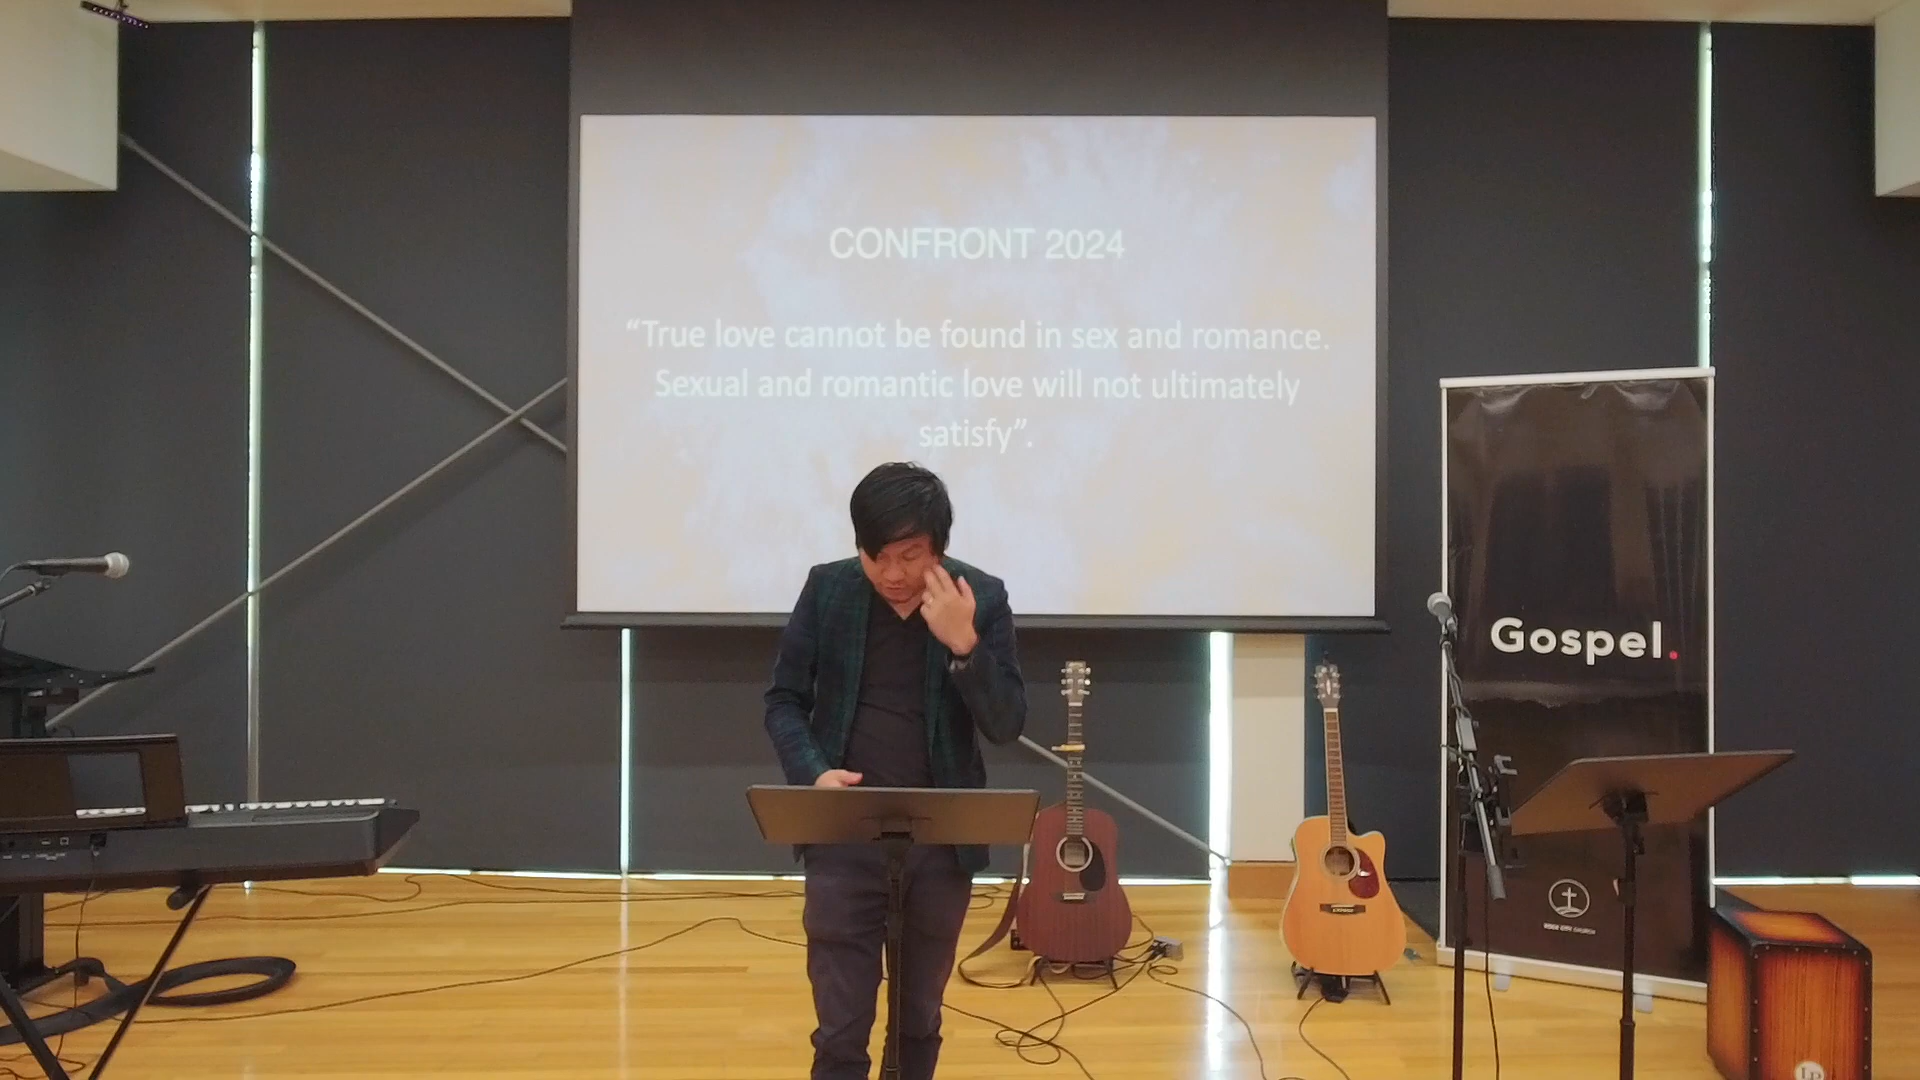 CONFRONT 2024
“True love cannot be found in sex and romance.
Sexual and romantic love will not ultimately
satisfy”.
Gospel.
LP